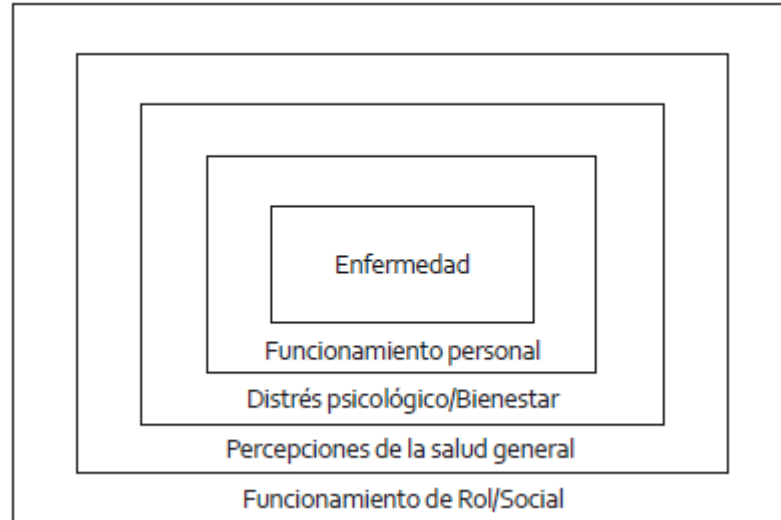 Enfermedad
Funcionamiento personal
Distrés psicológico/Bienestar
Percepciones de la salud general
Funcionamiento de Rol/Social